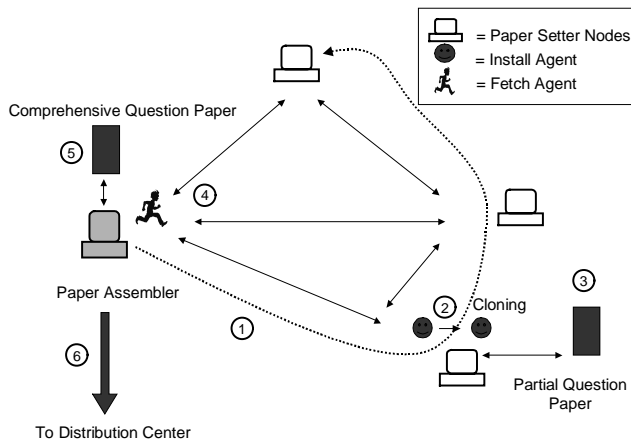 = Paper Setter Nodes
= Install Agent
= Fetch Agent
Comprehensive Question Paper
5
4
Paper Assembler
1
2
Cloning
3
Partial Question
Paper
6
To Distribution Center